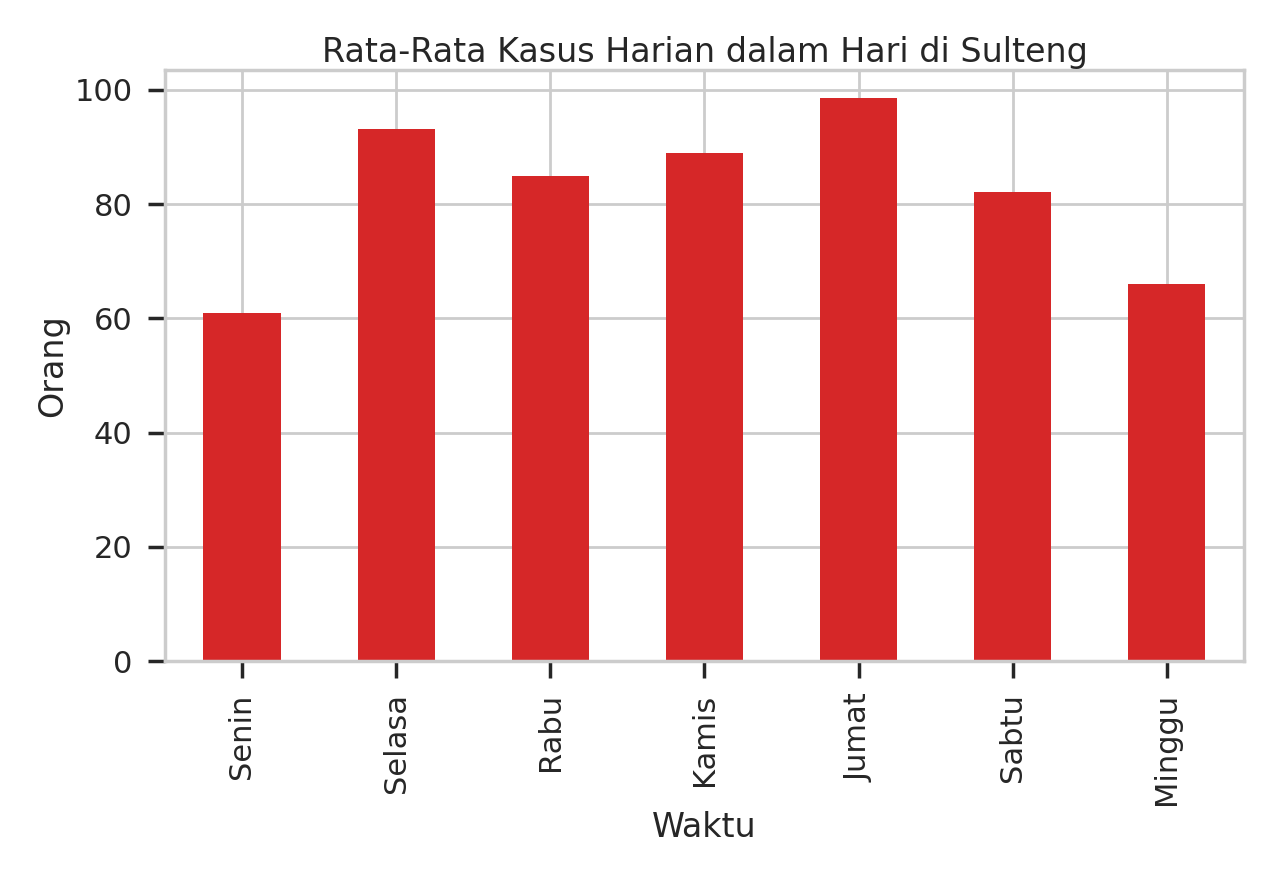 Rata-Rata Kasus Harian dalam Hari di Sulteng
Orang
100
80
60
40
20
0
Senin
Selasa
Rabu
Kamis
Jumat
Sabtu
Minggu
Waktu